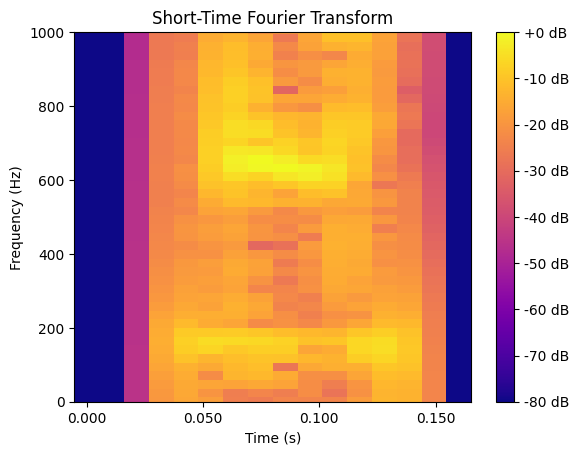 Short-Time Fourier Transform
Frequency (Hz)
1000
800
600
400
200
0
0.000 0.050 0.100 0.150
Time (s)
+0 dB
-10 dB
-20 dB
-30 dB
-40 dB
-50 dB
-60 dB
-70 dB
-80 dB